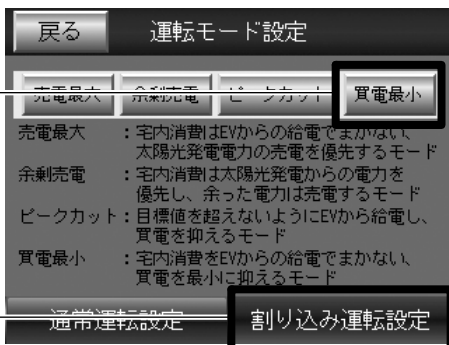 戻る 運転モード設定
売電最大 余剰売電 ピークカット 買電最小
売電最大 ：宅内消費はEVからの給電でまかない、
太陽光発電電力の売電を優先するモード
余剰売電 ：宅内消費は太陽光発電からの電力を
優先し、余った電力は売電するモード
ピークカット：目標値を超えないようにEVから給電し、
買電を抑えるモード
買電最小 ：宅内消費をEVからの給電でまかない、
買電を最小に抑えるモード
通常運転設定 割り込み運転設定